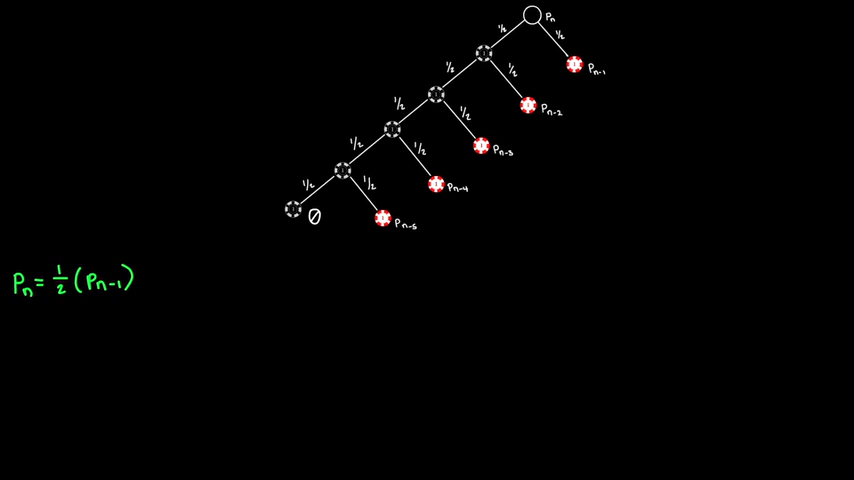 Pn
1/2 1/2
1/2 1/2 Pn-1
1/2 1/2 Pn-2
1/2 1/2 Pn-3
1/2 1/2 Pn-4
0 Pn-5
Pn = 1/2 (Pn-1)